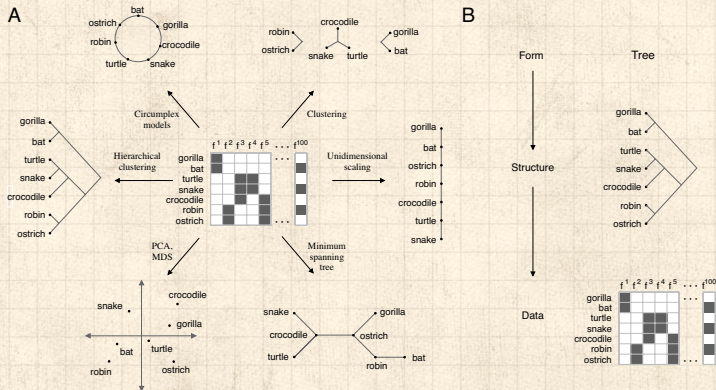 A
bat
ostrich
gorilla
robin
crocodile
turtle
snake
Circumplex
models
crocodile
robin
ostrich
snake
turtle
gorilla
bat
Clustering
gorilla
bat
turtle
snake
crocodile
robin
ostrich
Hierarchical
clustering
f1 f2 f3 f4 f5 ... f100
gorilla ...
bat
turtle
snake
crocodile
robin
ostrich ...
Unidimensional
scaling
gorilla
bat
ostrich
robin
crocodile
turtle
snake
PCA,
MDS
snake
crocodile
gorilla
bat
turtle
robin
ostrich
Minimum
spanning
tree
snake
gorilla
crocodile
ostrich
turtle
robin
bat
B
Form
Tree
Structure
gorilla
bat
turtle
snake
crocodile
robin
ostrich
Data
f1 f2 f3 f4 f5 ... f100
gorilla ...
bat
turtle
snake
crocodile
robin
ostrich ...